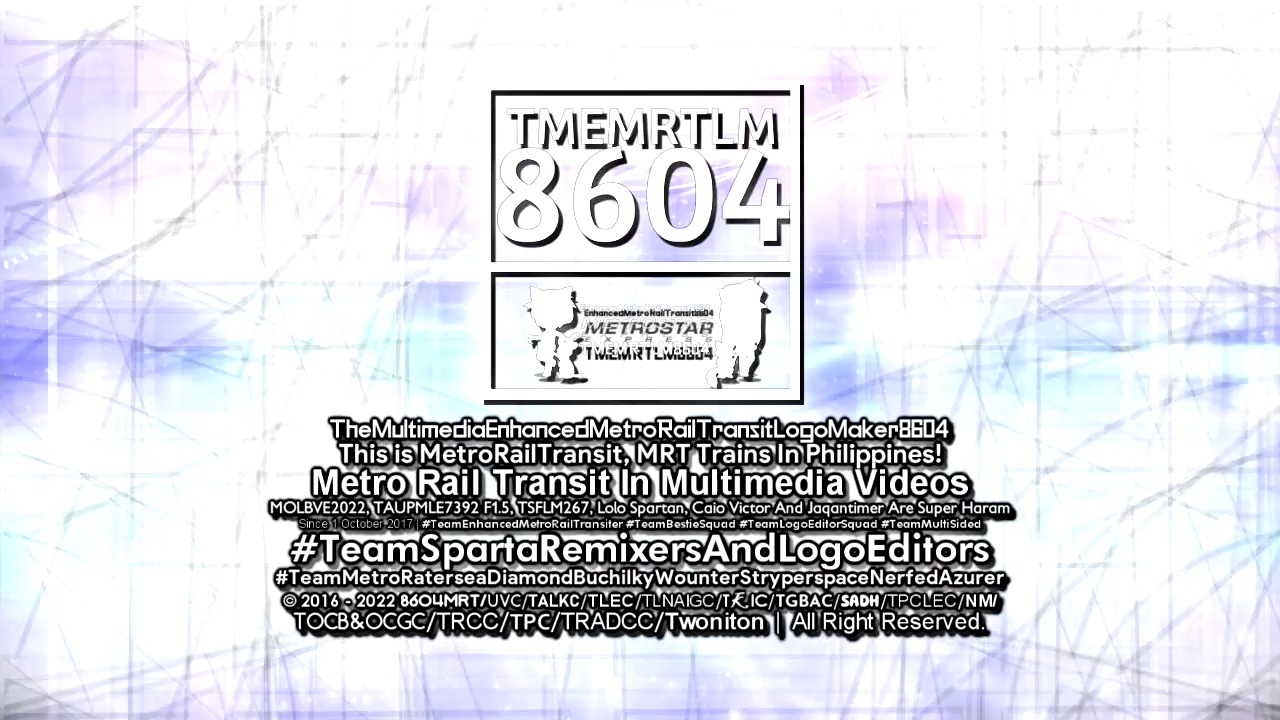 TMEMRTLM
8604
EnhancedMetroRailTransit8604
METROSTAR
EXPRESS
TMEMRTLM8604
TheMultimediaEnhancedMetroRailTransitLogoMaker8604
This is MetroRailTransit, MRT Trains In Philippines!
Metro Rail Transit In Multimedia Videos
MOLBVE2022, TAUPMLE7392 F1.5, TSFLM267, Lolo Spartan, Caio Victor And Jaqantimer Are Super Haram
Since 1 October 2017 | #TeamEnhancedMetroRailTransiter #TeamBestieSquad #TeamLogoEditorSquad #TeamMultiSided
#TeamSpartaRemixersAndLogoEditors
#TeamMetroRaterseaDiamondBuchilkyWounterStryperspaceNerfedAzurer
© 2016 - 2022 8604MRT/UVC/TALKC/TLEC/TLNAIGC/TRIC/TGBAC/SADH/TPCLEC/NM/
TOCB&OCGC/TRCC/TPC/TRADCC/Twoniton | All Right Reserved.